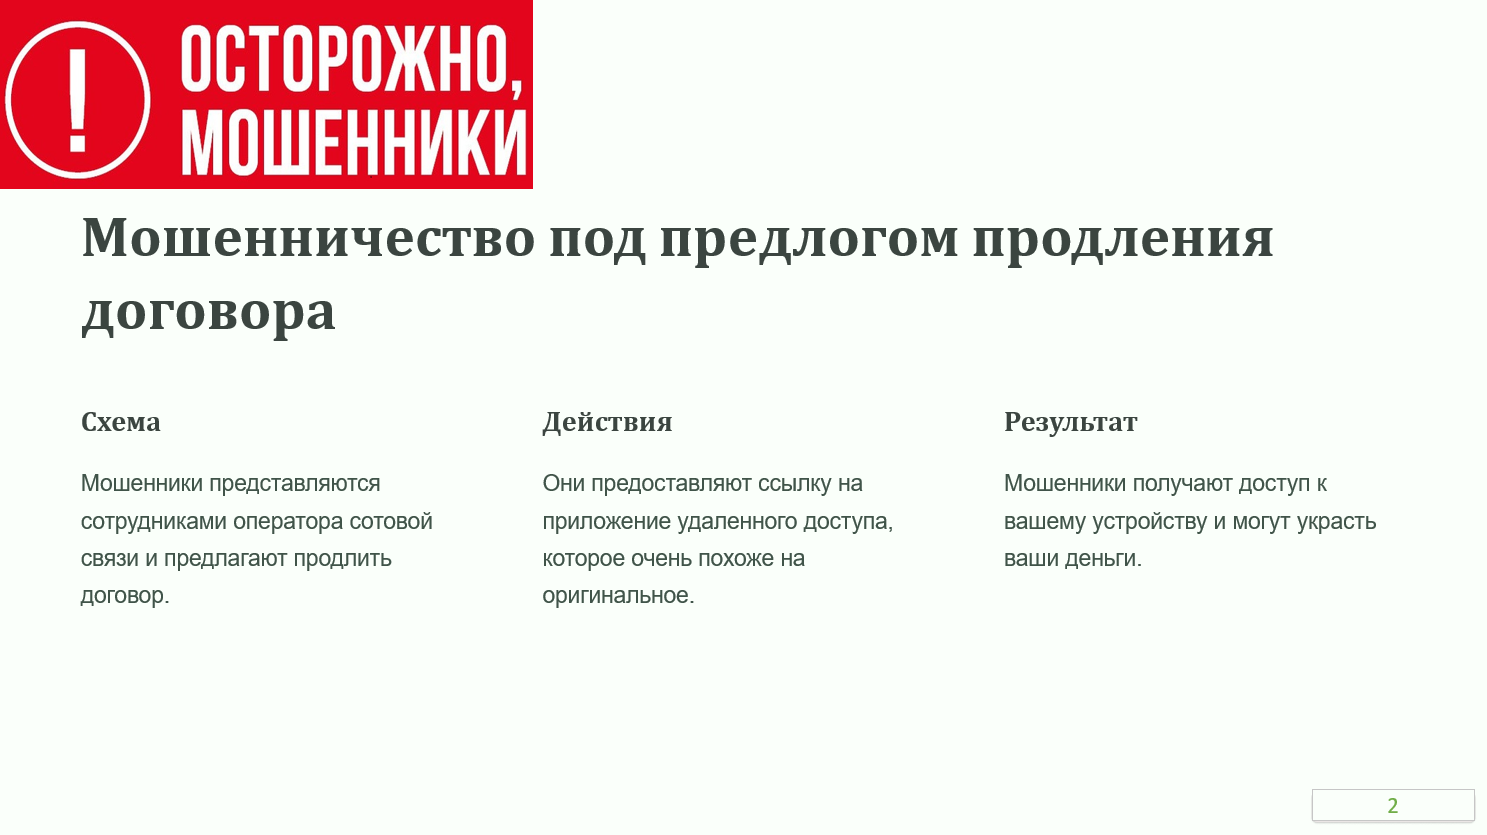 ОСТОРОЖНО,
МОШЕННИКИ
Мошенничество под предлогом продления
договора
Схема
Мошенники представляются
сотрудниками оператора сотовой
связи и предлагают продлить
договор.
Действия
Они предоставляют ссылку на
приложение удаленного доступа,
которое очень похоже на
оригинальное.
Результат
Мошенники получают доступ к
вашему устройству и могут украсть
ваши деньги.
2